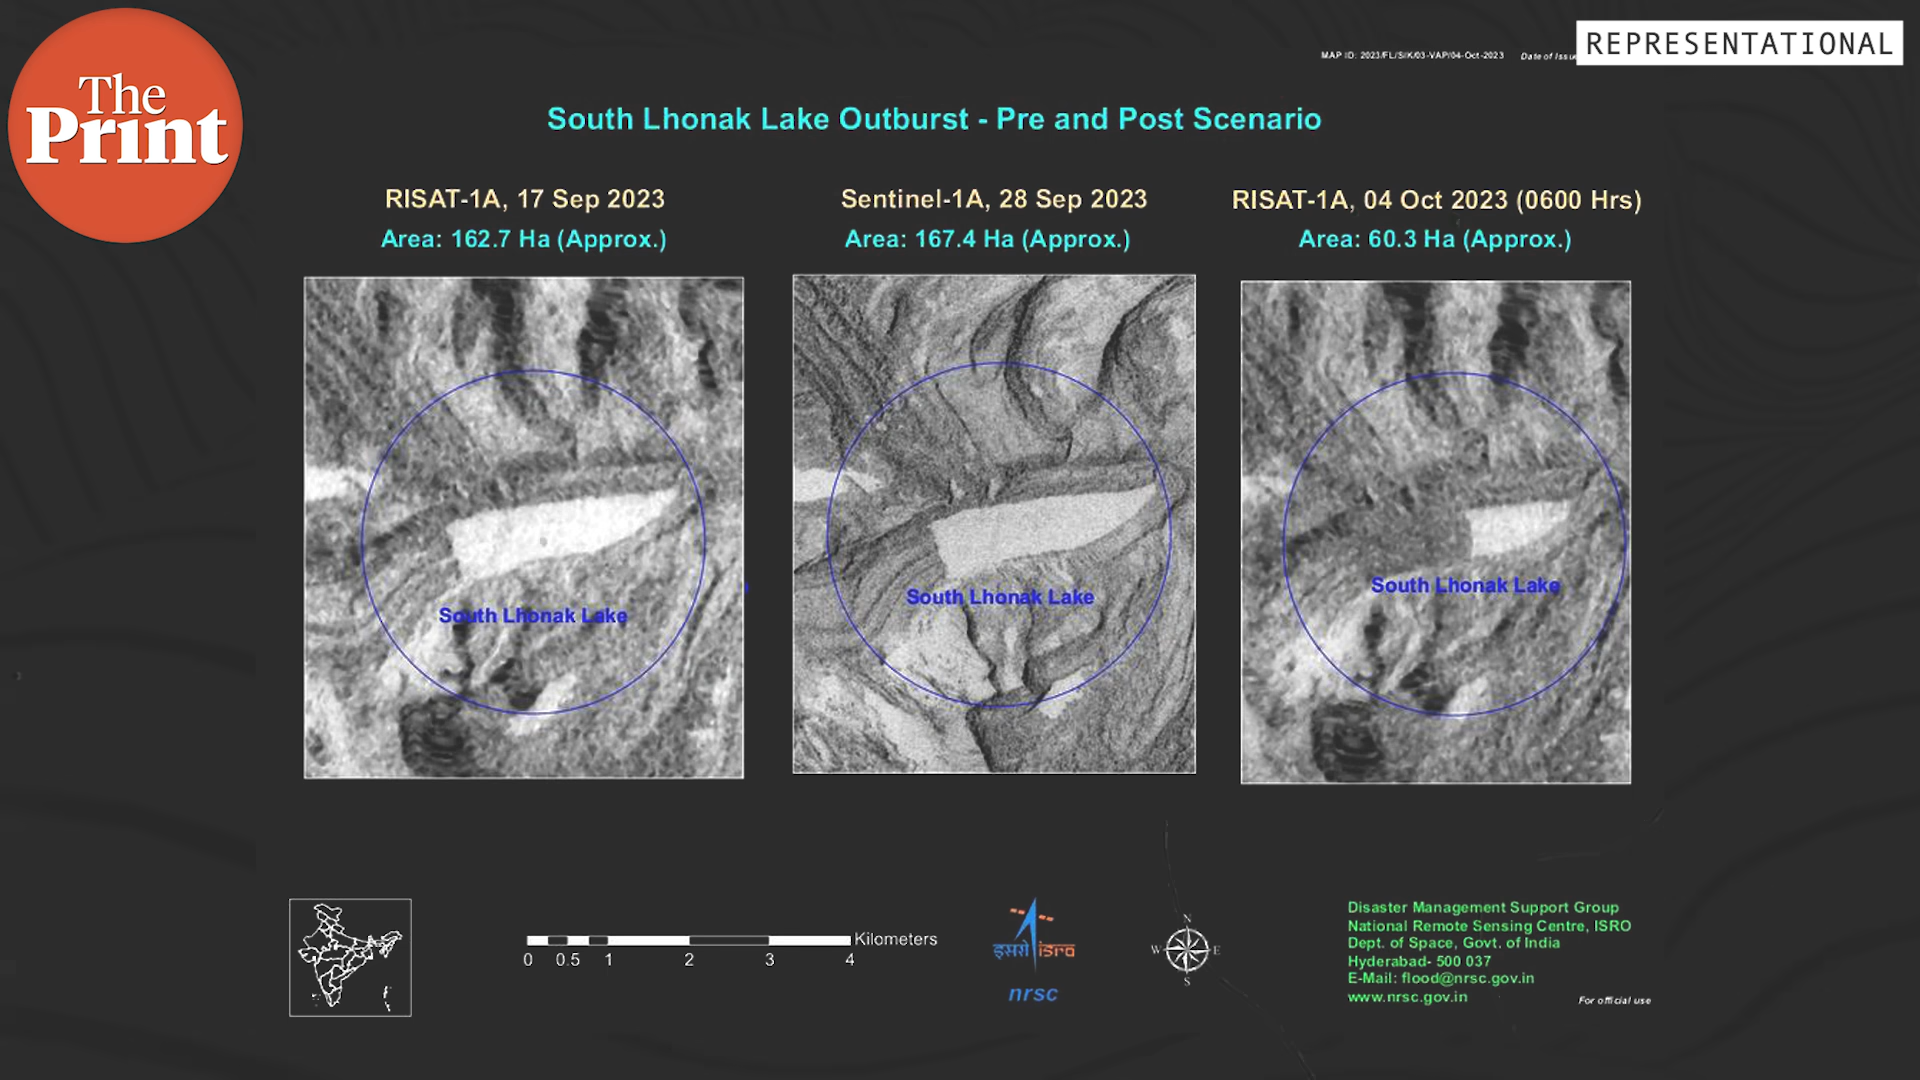 The
Print
REPRESENTATIONAL
MAP ID: 2023/FL/SIK/03-VAP/04-Oct-2023 Date of Issu
South Lhonak Lake Outburst - Pre and Post Scenario
RISAT-1A, 17 Sep 2023
Area: 162.7 Ha (Approx.)
Sentinel-1A, 28 Sep 2023
Area: 167.4 Ha (Approx.)
RISAT-1A, 04 Oct 2023 (0600 Hrs)
Area: 60.3 Ha (Approx.)
South Lhonak Lake
South Lhonak Lake
South Lhonak Lake
Kilometers
0 0.5 1 2 3 4
इसरो isro
nrsc
N
W E
S
Disaster Management Support Group
National Remote Sensing Centre, ISRO
Dept. of Space, Govt. of India
Hyderabad- 500 037
E-Mail: flood@nrsc.gov.in
www.nrsc.gov.in
For official use